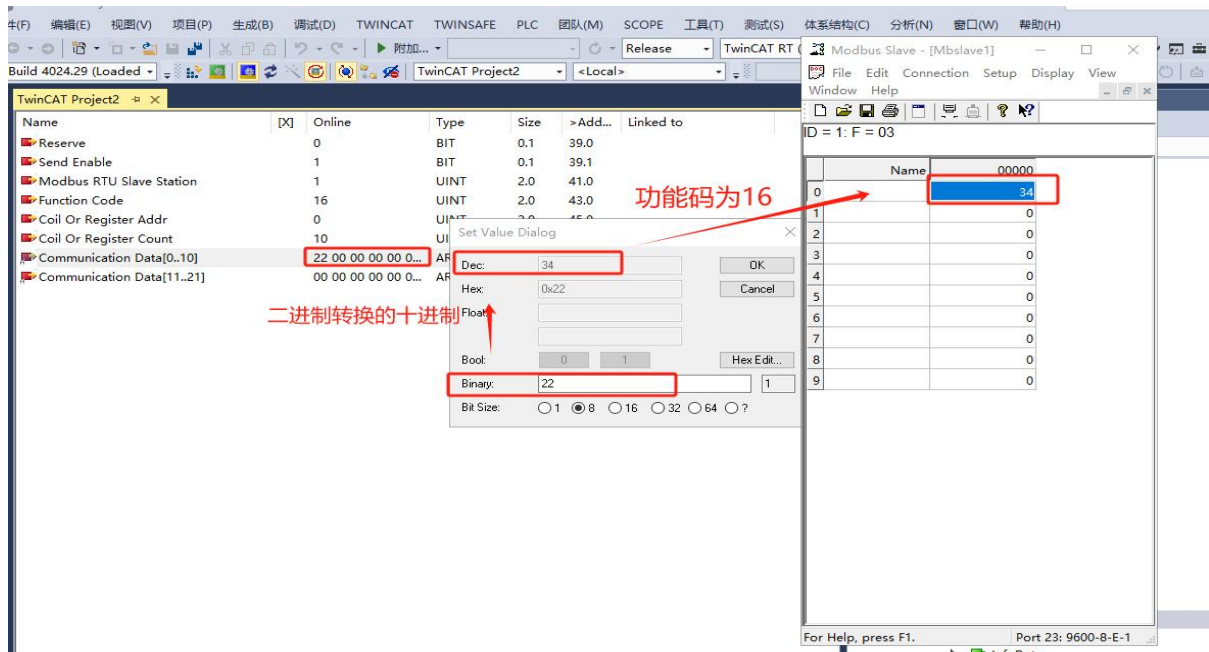 件(F) 编辑(E) 视图(V) 项目(P) 生成(B) 调试(D) TWINCAT TWINSAFE PLC 团队(M) SCOPE 工具(T) 测试(S) 体系结构(C) 分析(N) 窗口(W) 帮助(H)
附加... Release TwinCAT RT (
Build 4024.29 (Loaded TwinCAT Project2 <Local>
TwinCAT Project2
Name [X] Online Type Size >Add... Linked to
Reserve 0 BIT 0.1 39.0
Send Enable 1 BIT 0.1 39.1
Modbus RTU Slave Station 1 UINT 2.0 41.0
Function Code 16 UINT 2.0 43.0
Coil Or Register Addr 0 UINT 2.0 45.0
Coil Or Register Count 10 UI
Communication Data[0..10] 22 00 00 00 00 0... AR
Communication Data[11..21] 00 00 00 00 00 0... AR
功能码为16
二进制转换的十进制
Set Value Dialog
Dec: 34 OK
Hex: 0x22 Cancel
Float:
Bool: 0 1 Hex Edit...
Binary: 22 1
Bit Size: 1 8 16 32 64 ?
Modbus Slave - [Mbslave1]
File Edit Connection Setup Display View
Window Help
ID = 1: F = 03
Name 00000
0 34
1 0
2 0
3 0
4 0
5 0
6 0
7 0
8 0
9 0
For Help, press F1. Port 23: 9600-8-E-1